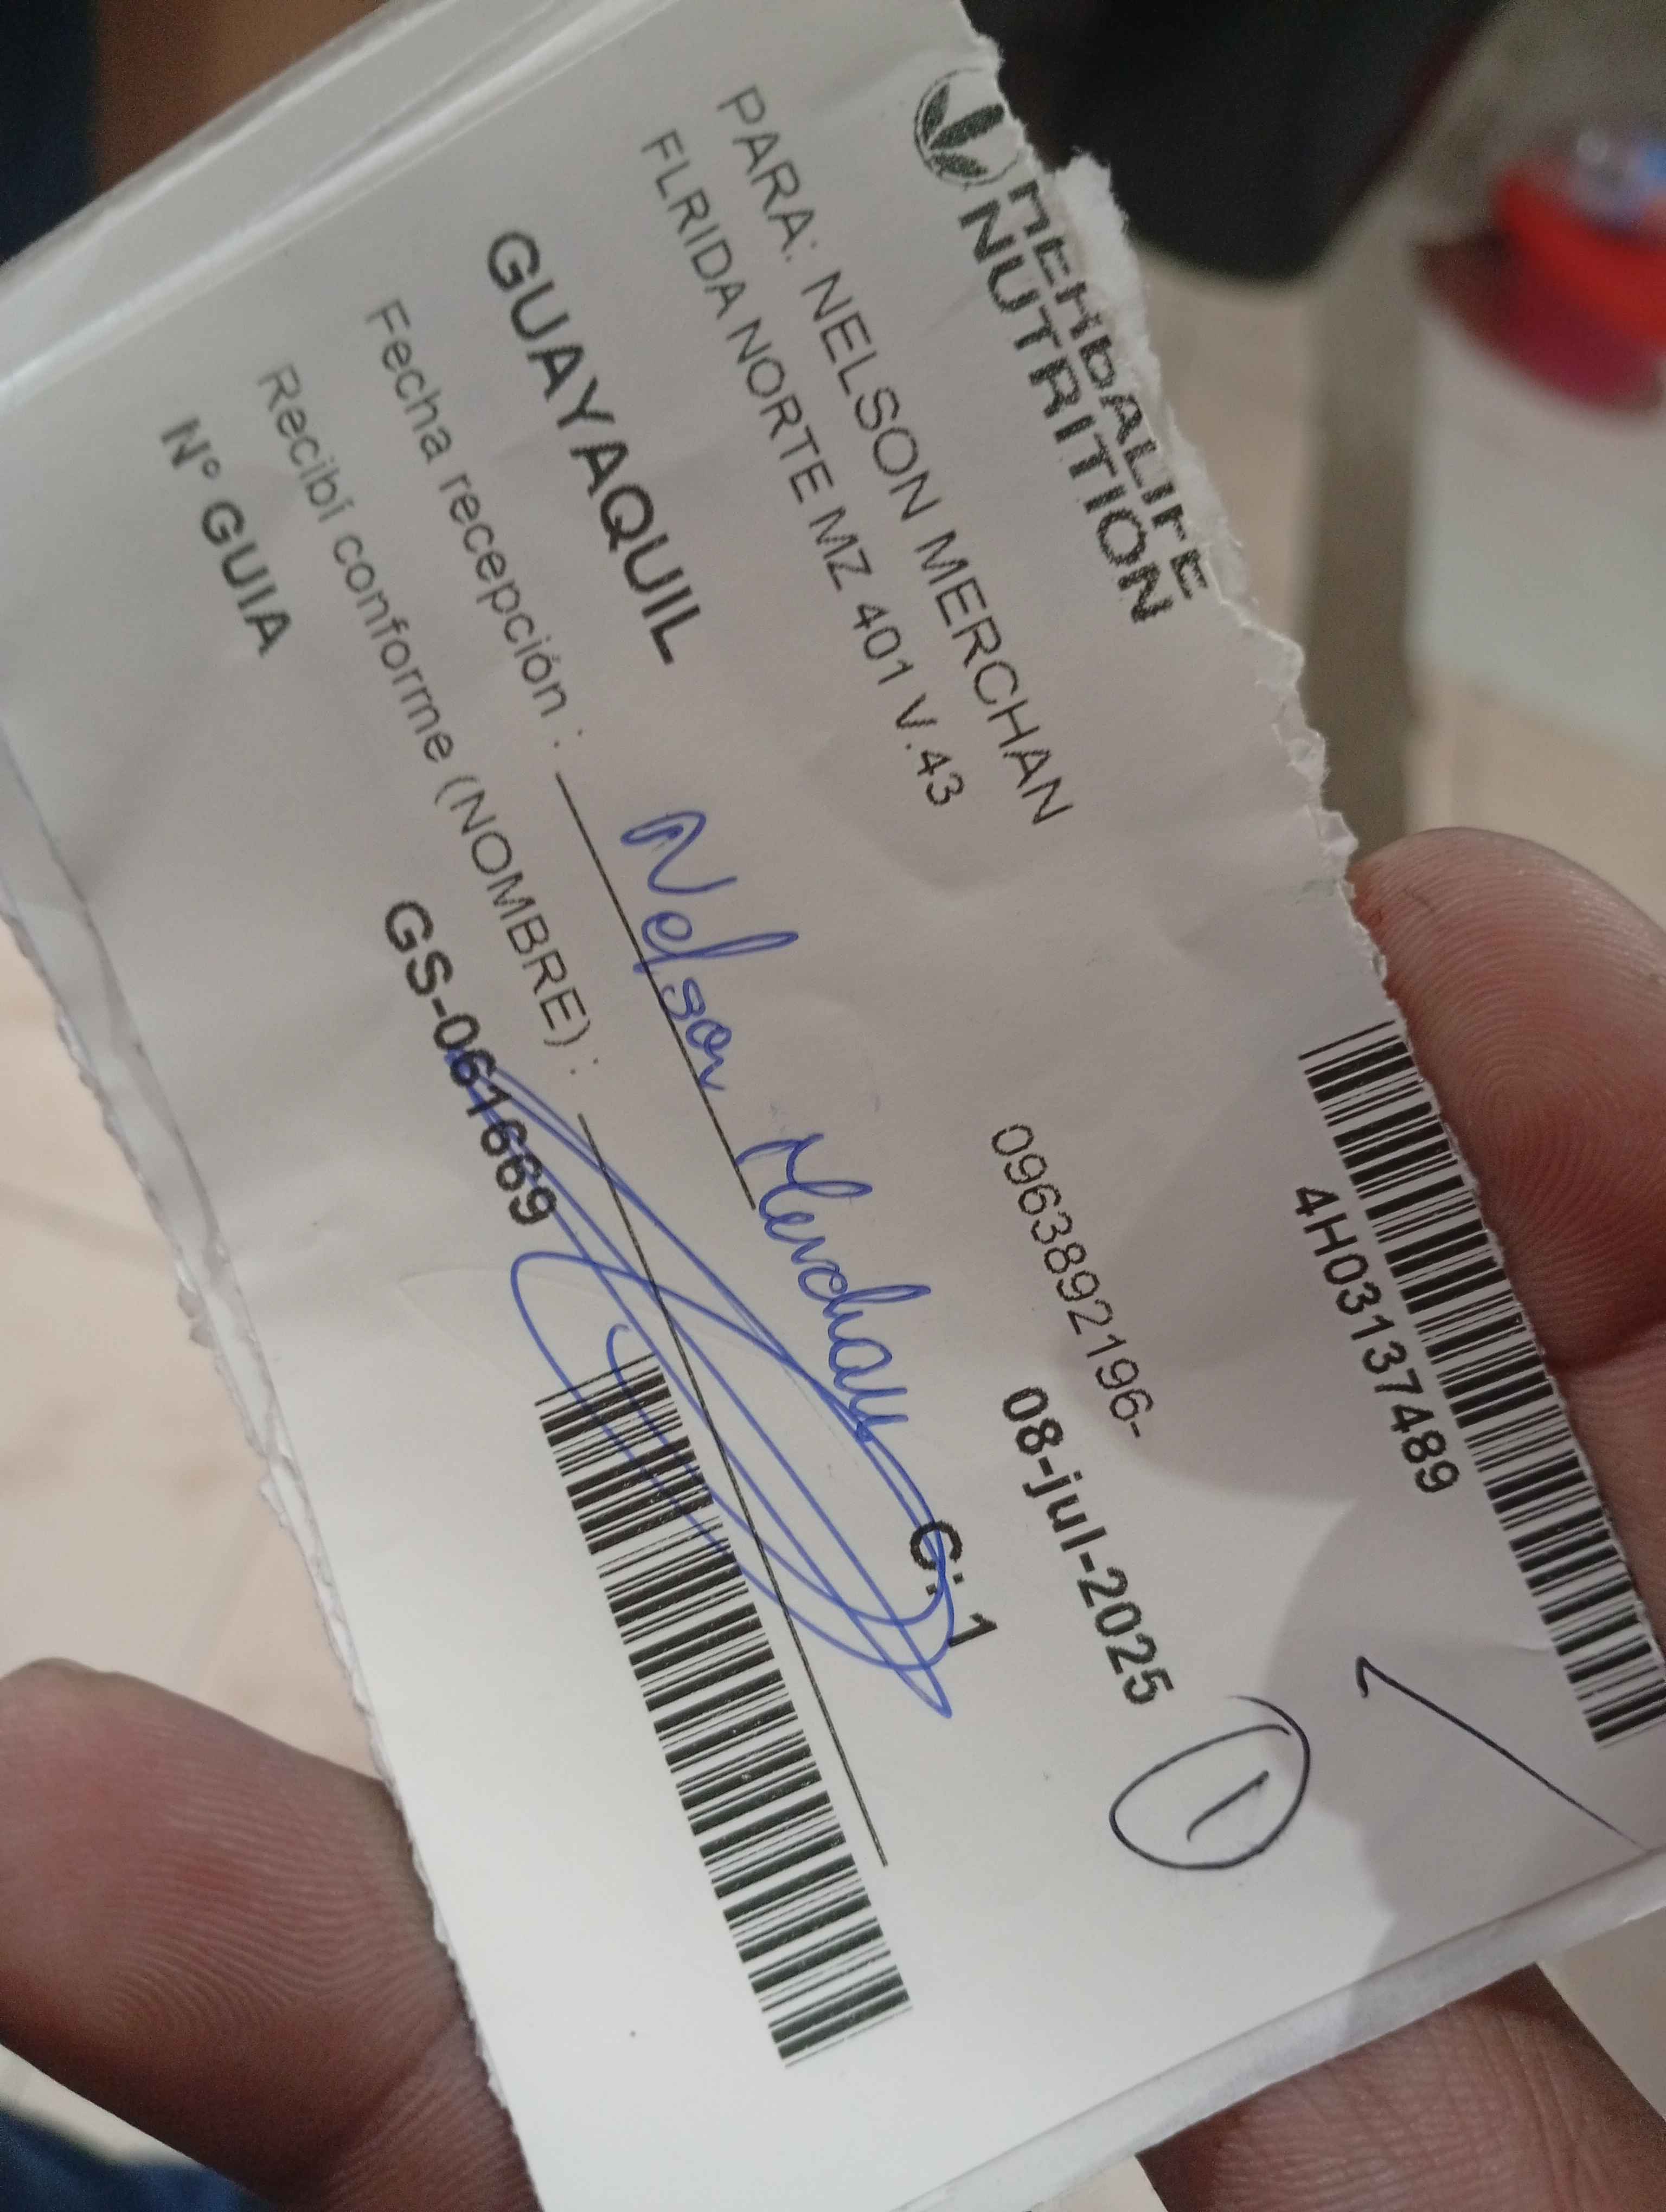 HERBALIFE
NUTRITION
4H03137489
PARA: NELSON MERCHAN
0963892196-
FLRIDA NORTE MZ 401 V.43
08-jul-2025
1
GUAYAQUIL
C: 1
Fecha recepción :
Nelson Merchan
Recibí conforme (NOMBRE) :
N° GUIA
GS-061669